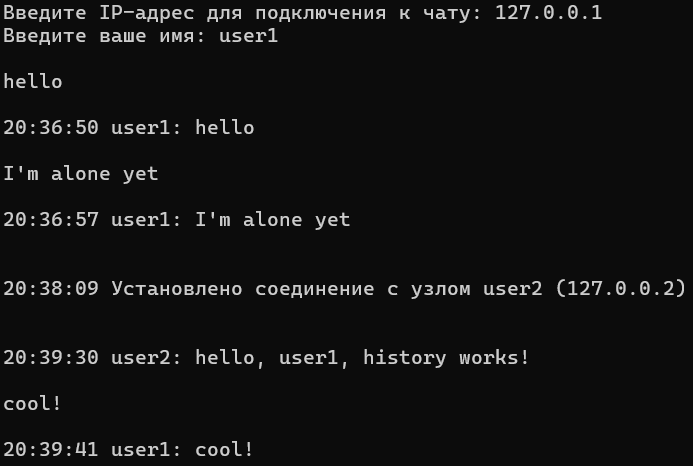 Введите IP-адрес для подключения к чату: 127.0.0.1
Введите ваше имя: user1
hello
20:36:50 user1: hello
I'm alone yet
20:36:57 user1: I'm alone yet
20:38:09 Установлено соединение с узлом user2 (127.0.0.2)
20:39:30 user2: hello, user1, history works!
cool!
20:39:41 user1: cool!